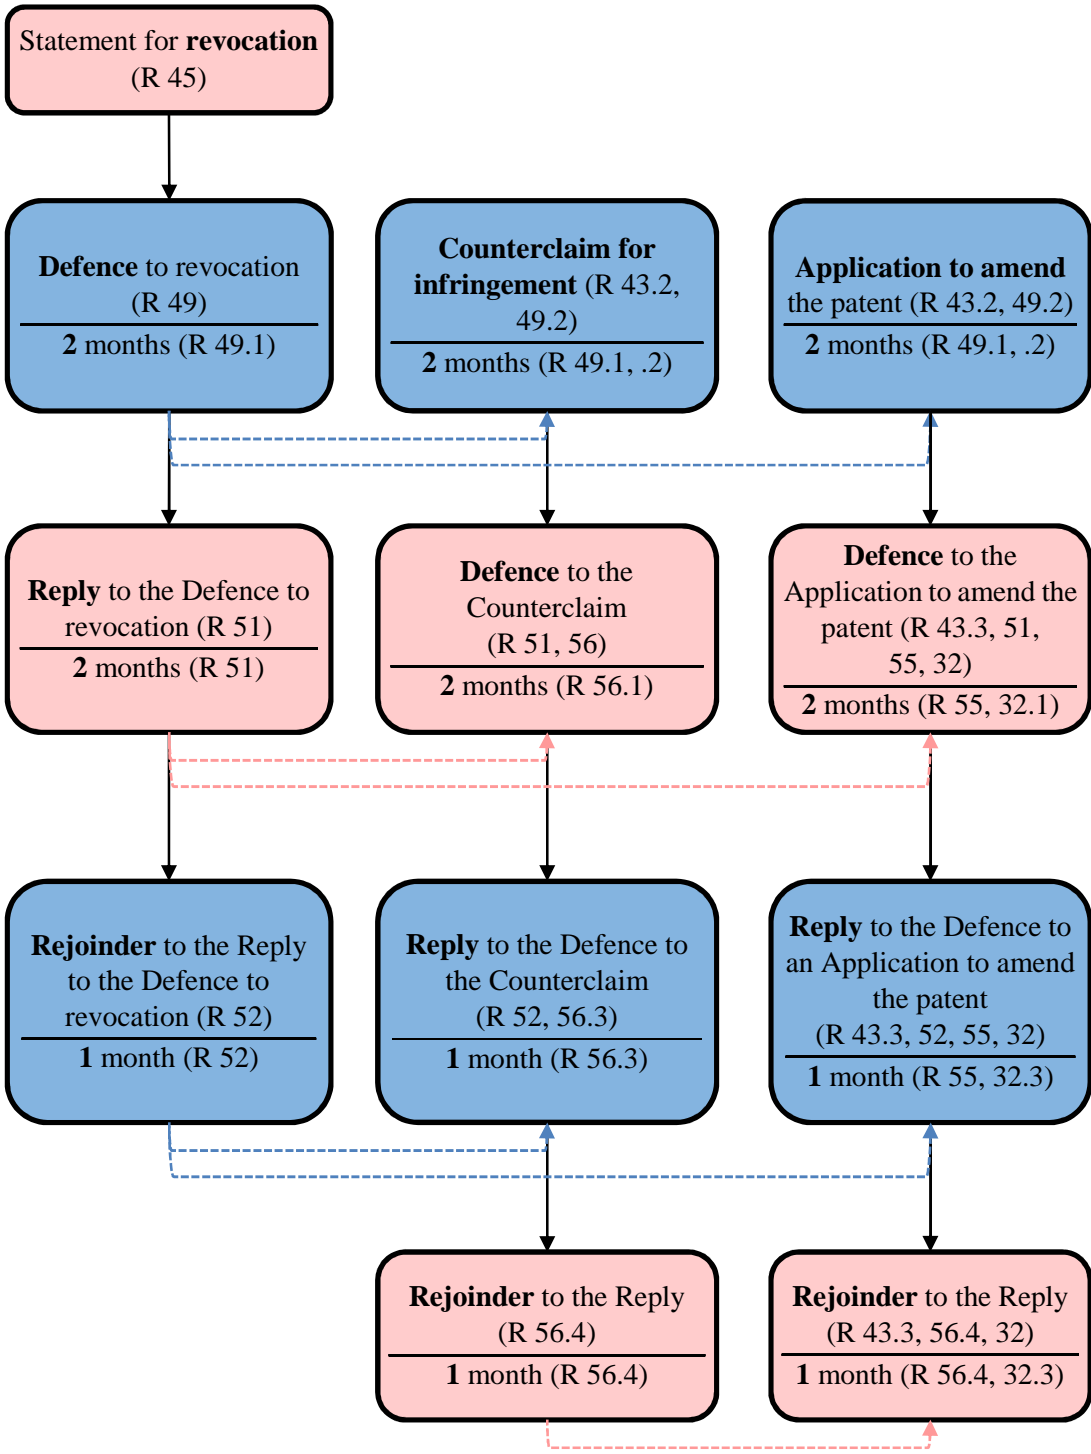 Statement for revocation
(R 45)
Defence to revocation
(R 49)
2 months (R 49.1)
Counterclaim for
infringement (R 43.2,
49.2)
2 months (R 49.1, .2)
Application to amend
the patent (R 43.2, 49.2)
2 months (R 49.1, .2)
Reply to the Defence to
revocation (R 51)
2 months (R 51)
Defence to the
Counterclaim
(R 51, 56)
2 months (R 56.1)
Defence to the
Application to amend the
patent (R 43.3, 51,
55, 32)
2 months (R 55, 32.1)
Rejoinder to the Reply
to the Defence to
revocation (R 52)
1 month (R 52)
Reply to the Defence to
the Counterclaim
(R 52, 56.3)
1 month (R 56.3)
Reply to the Defence to
an Application to amend
the patent
(R 43.3, 52, 55, 32)
1 month (R 55, 32.3)
Rejoinder to the Reply
(R 56.4)
1 month (R 56.4)
Rejoinder to the Reply
(R 43.3, 56.4, 32)
1 month (R 56.4, 32.3)